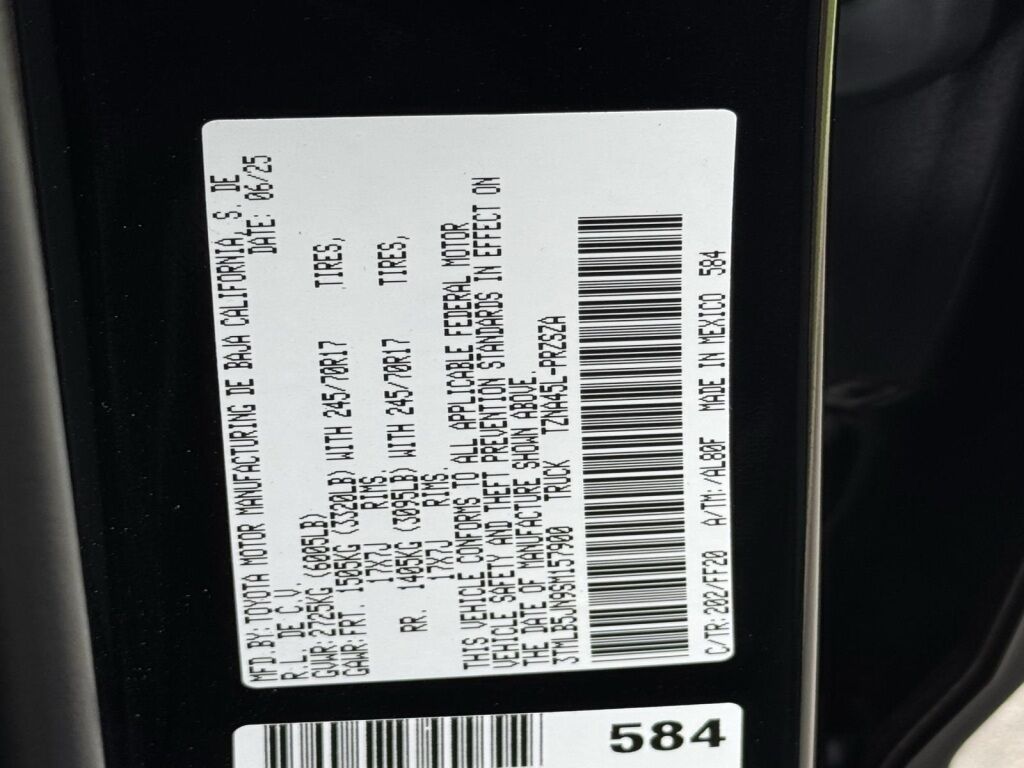 MFD.BY:TOYOTA MOTOR MANUFACTURING DE BAJA CALIFORNIA, S. DE
R.L. DE C.V. DATE: 06/25
GVWR:2725KG (6005LB)
GAWR:FRT. 1505KG (3320LB) WITH 245/70R17 TIRES,
17X7J RIMS.
RR. 1405KG (3095LB) WITH 245/70R17 TIRES,
17X7J RIMS.
THIS VEHICLE CONFORMS TO ALL APPLICABLE FEDERAL MOTOR
VEHICLE SAFETY AND THEFT PREVENTION STANDARDS IN EFFECT ON
THE DATE OF MANUFACTURE SHOWN ABOVE.
3TMLB5JN9SM157900 TRUCK TZNA45L-PRZSZA
C/TR:202/FF20 A/TM:/AL80F MADE IN MEXICO 584
584